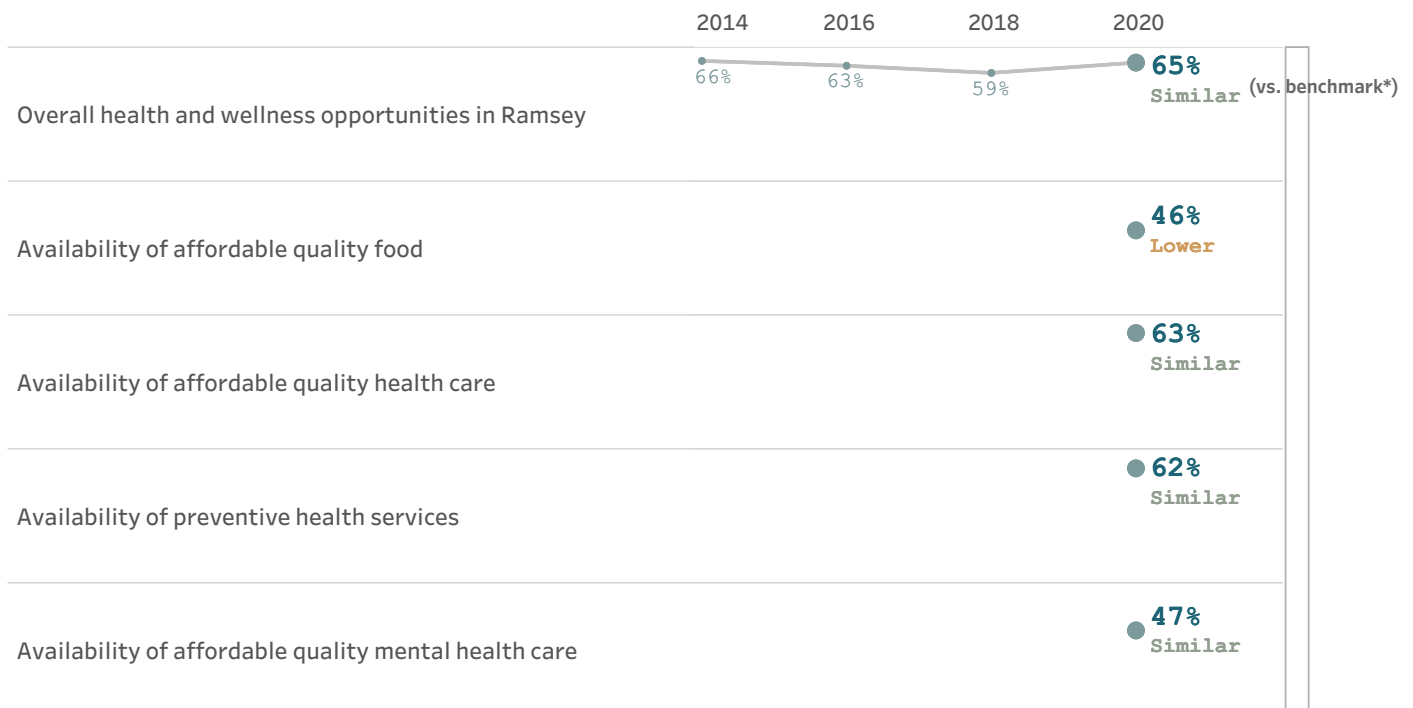 2014 2016 2018 2020
Overall health and wellness opportunities in Ramsey
66%
63%
59%
65%
Similar
(vs. benchmark*)
Availability of affordable quality food
46%
Lower
Availability of affordable quality health care
63%
Similar
Availability of preventive health services
62%
Similar
Availability of affordable quality mental health care
47%
Similar